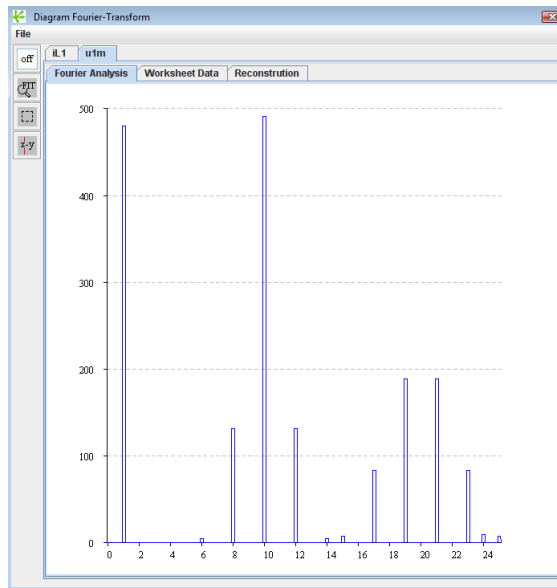 Diagram Fourier-Transform
File
off
iL1 u1m
Fourier Analysis Worksheet Data Reconstrution
FIT
x-y
500
400
300
200
100
0
0 2 4 6 8 10 12 14 16 18 20 22 24